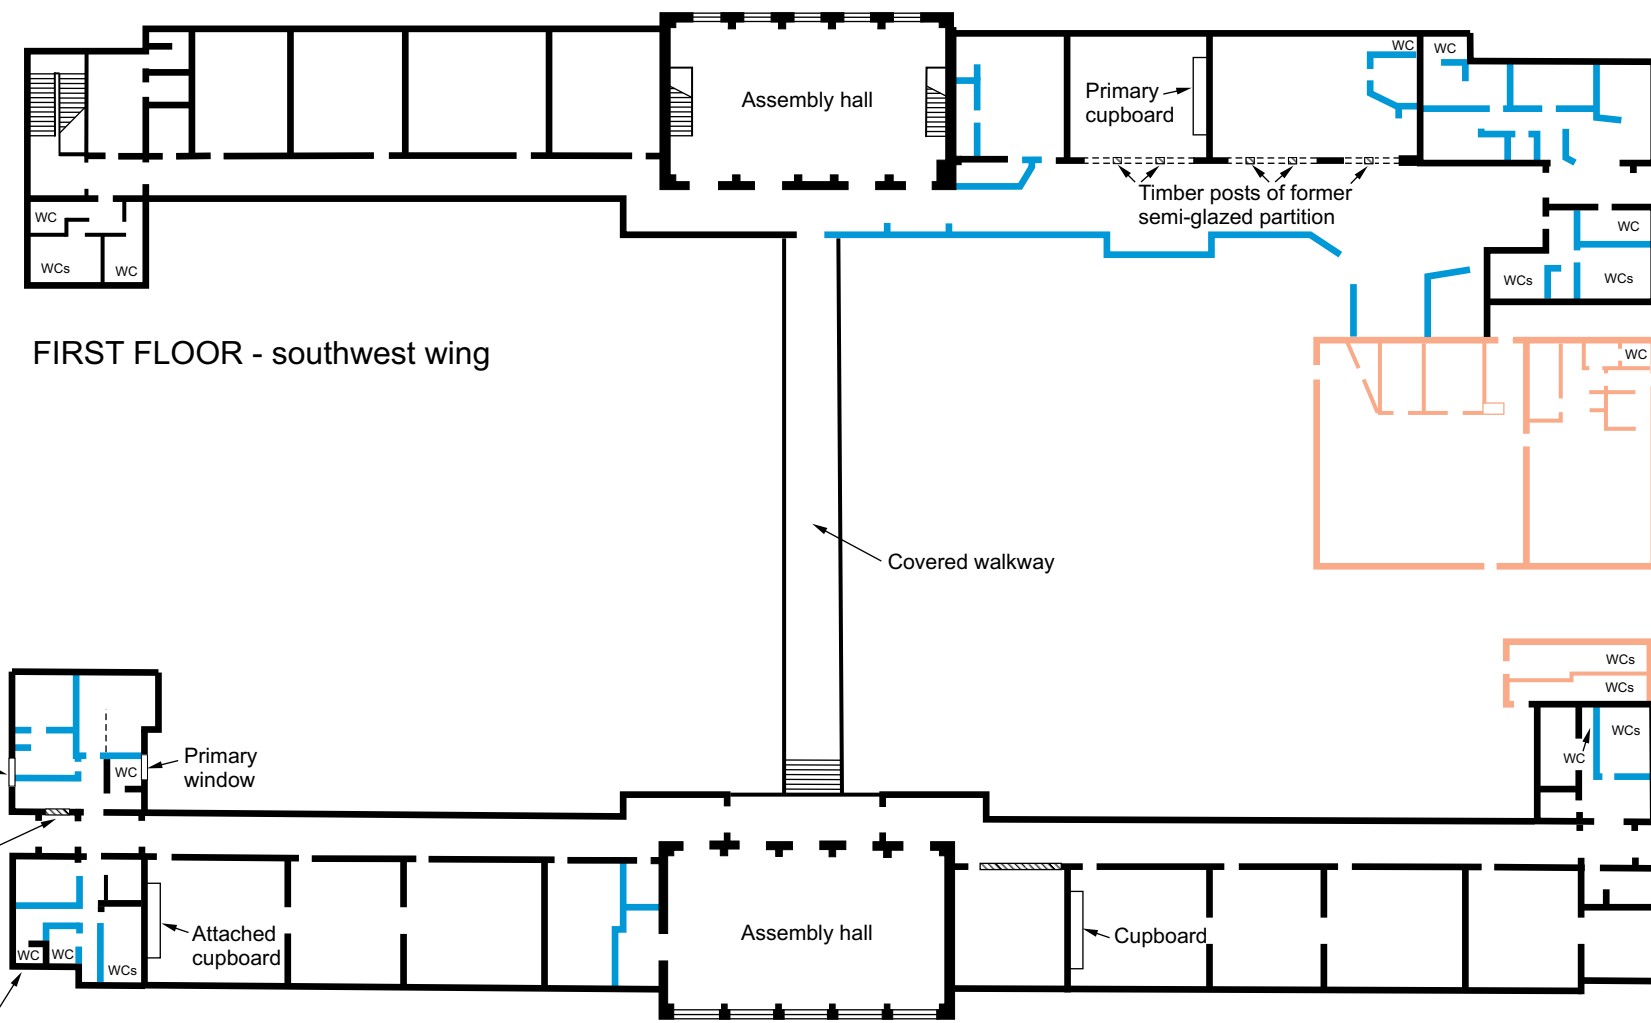 WC
WC
Assembly hall
Primary
cupboard
Timber posts of former
semi-glazed partition
WC
WCs
WC
WC
WCs
WCs
FIRST FLOOR - southwest wing
WC
Covered walkway
WCs
WCs
WCs
WC
Primary
window
WC
Attached
cupboard
WC
WC
WCs
Assembly hall
Cupboard